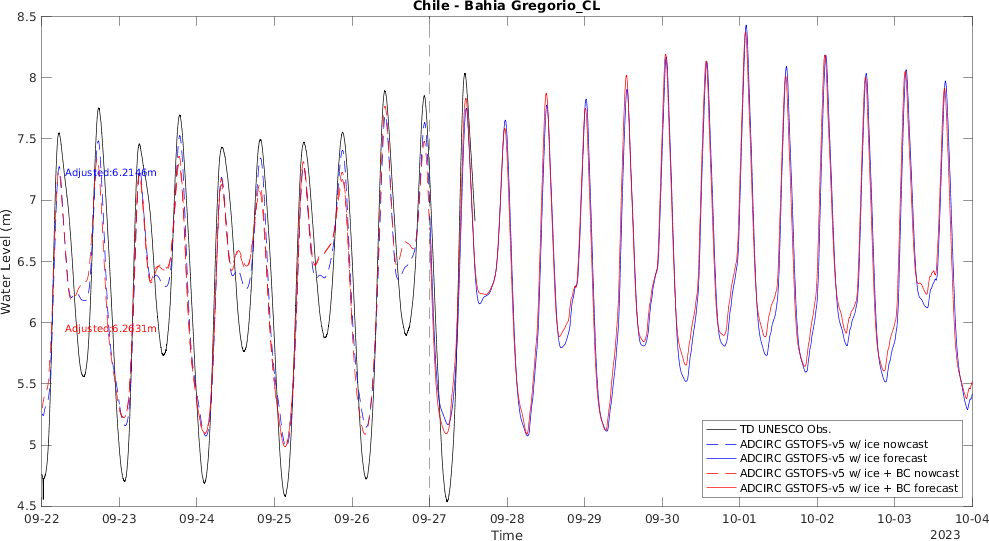 Chile - Bahia Gregorio_CL
8.5
8
7.5
7
6.5
6
5.5
5
4.5
Water Level (m)
Adjusted:6.2146m
Adjusted:6.2631m
TD UNESCO Obs.
ADCIRC GSTOFS-v5 w/ ice nowcast
ADCIRC GSTOFS-v5 w/ ice forecast
ADCIRC GSTOFS-v5 w/ ice + BC nowcast
ADCIRC GSTOFS-v5 w/ ice + BC forecast
09-22 09-23 09-24 09-25 09-26 09-27 09-28 09-29 09-30 10-01 10-02 10-03 10-04
Time
2023